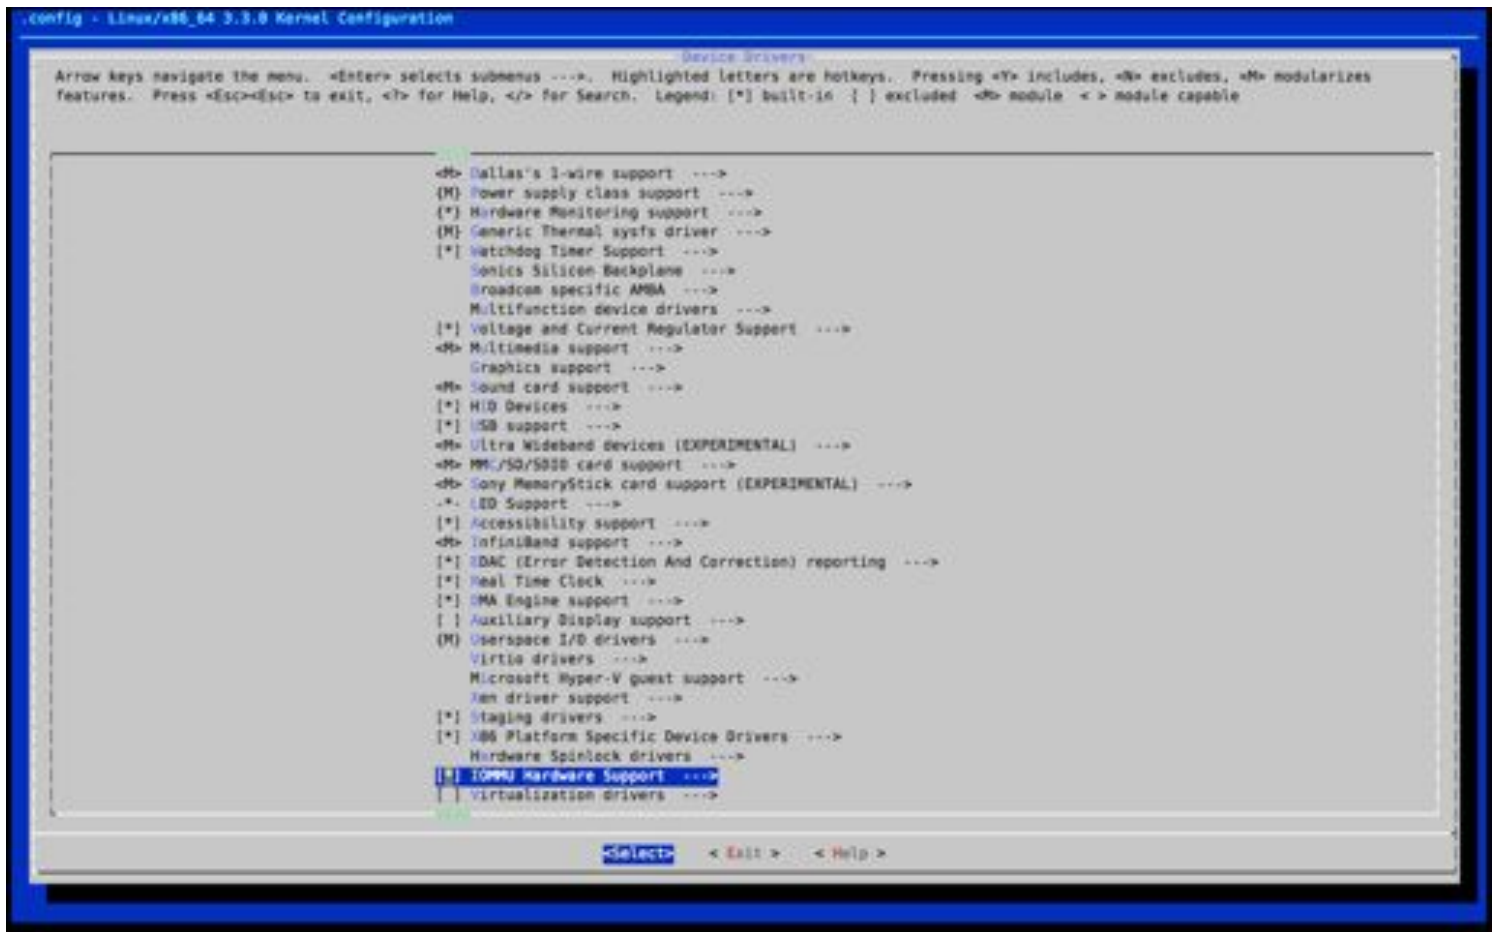 .config - Linux/x86_64 3.3.0 Kernel Configuration
Device Drivers
Arrow keys navigate the menu. <Enter> selects submenus --->. Highlighted letters are hotkeys. Pressing <Y> includes, <N> excludes, <M> modularizes
features. Press <Esc><Esc> to exit, <?> for Help, </> for Search. Legend: [*] built-in [ ] excluded <M> module < > module capable
<M> Dallas's 1-wire support --->
{M} Power supply class support --->
{*} Hardware Monitoring support --->
{M} Generic Thermal sysfs driver --->
[*] Watchdog Timer Support --->
Sonics Silicon Backplane --->
Broadcom specific AMBA --->
Multifunction device drivers --->
[*] Voltage and Current Regulator Support --->
<M> Multimedia support --->
Graphics support --->
<M> Sound card support --->
[*] HID Devices --->
[*] USB support --->
<M> Ultra Wideband devices (EXPERIMENTAL) --->
<M> MMC/SD/SDIO card support --->
<M> Sony MemoryStick card support (EXPERIMENTAL) --->
-*- LED Support --->
[*] Accessibility support --->
<M> InfiniBand support --->
[*] EDAC (Error Detection And Correction) reporting --->
[*] Real Time Clock --->
[*] DMA Engine support --->
[ ] Auxiliary Display support --->
{M} Userspace I/O drivers --->
Virtio drivers --->
Microsoft Hyper-V guest support --->
Xen driver support --->
[*] Staging drivers --->
[*] X86 Platform Specific Device Drivers --->
Hardware Spinlock drivers --->
[*] IOMMU Hardware Support --->
[ ] Virtualization drivers --->
<Select> < Exit > < Help >